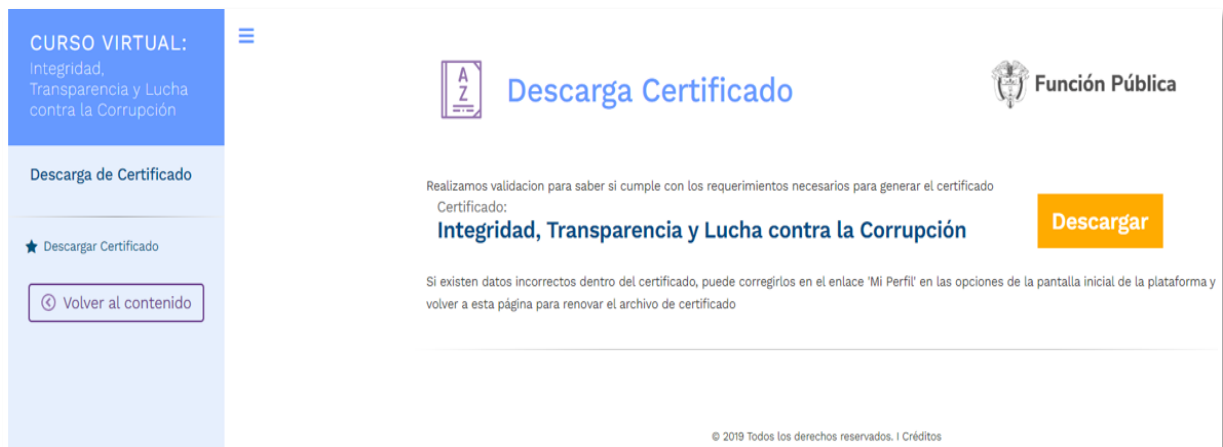 CURSO VIRTUAL:
Integridad,
Transparencia y Lucha
contra la Corrupción
Descarga de Certificado
Descargar Certificado
Volver al contenido
A
Z
Descarga Certificado
Función Pública
Realizamos validacion para saber si cumple con los requerimientos necesarios para generar el certificado
Certificado:
Integridad, Transparencia y Lucha contra la Corrupción
Descargar
Si existen datos incorrectos dentro del certificado, puede corregirlos en el enlace 'Mi Perfil' en las opciones de la pantalla inicial de la plataforma y
volver a esta página para renovar el archivo de certificado
© 2019 Todos los derechos reservados. I Créditos